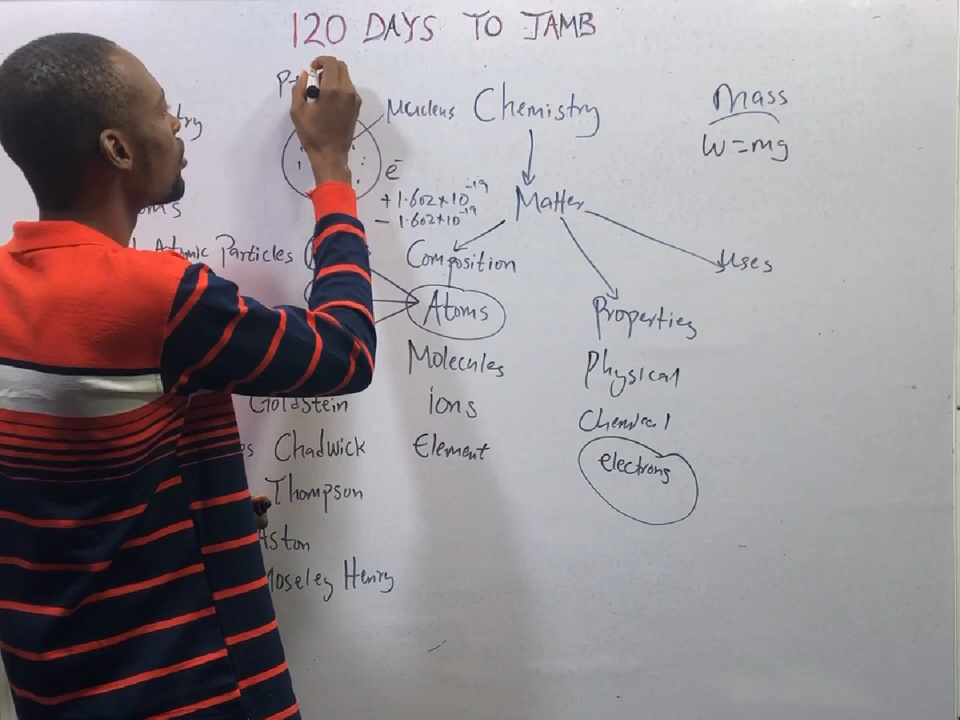 120 DAYS TO JAMB
Nucleus
Chemistry
Mass
W=mg
e⁻
+1.602×10⁻¹⁹
-1.602×10⁻¹⁹
Matter
Atomic Particles
Composition
Uses
Atoms
Properties
Molecules
Physical
Goldstein
ions
Chemical
Chadwick
Element
electrons
Thompson
Aston
Moseley Henry